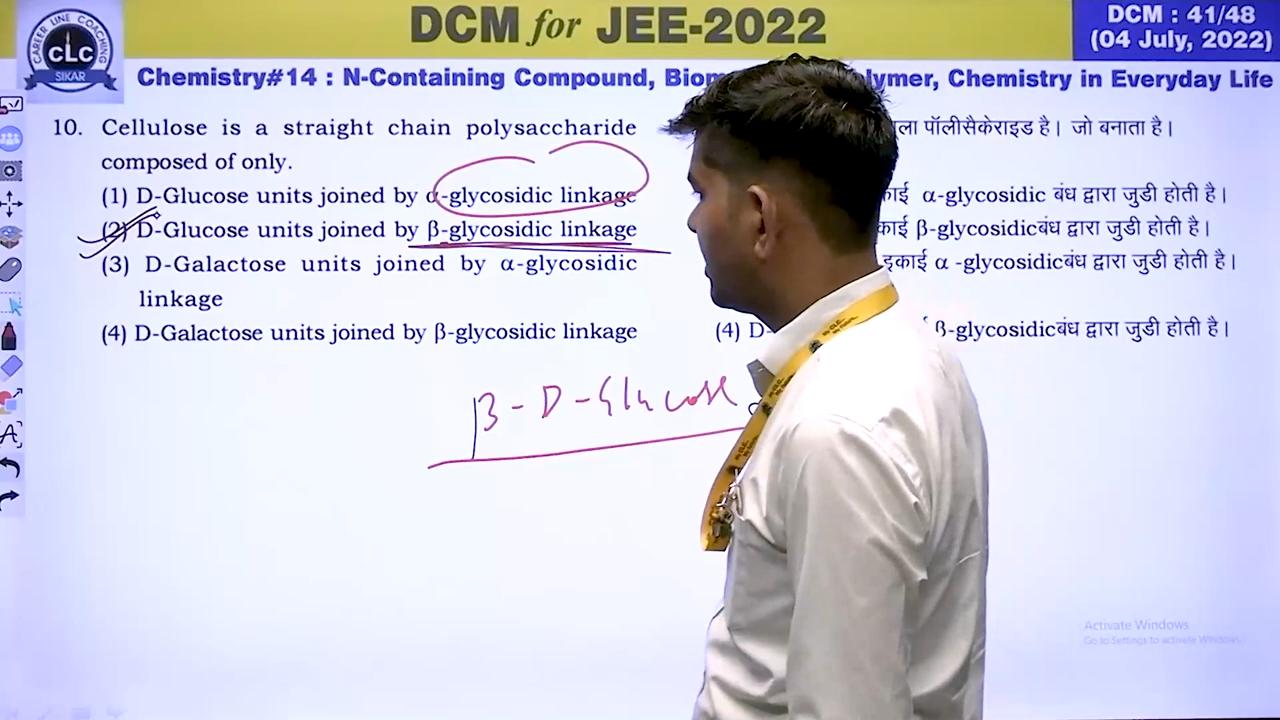 DCM for JEE-2022
DCM : 41/48
(04 July, 2022)
CAREER LINE COACHING
CLC
SIKAR
Chemistry#14 : N-Containing Compound, Chemistry in Everyday Life
10. Cellulose is a straight chain polysaccharide
composed of only.
(1) D-Glucose units joined by α-glycosidic linkage
(2) D-Glucose units joined by β-glycosidic linkage
(3) D-Galactose units joined by α-glycosidic
linkage
(4) D-Galactose units joined by β-glycosidic linkage
पॉलीसैकेराइड है। जो बनाता है।
α-glycosidic बंध द्वारा जुडी होती है।
β-glycosidicबंध द्वारा जुडी होती है।
इकाई α -glycosidicबंध द्वारा जुडी होती है।
(4) D- β-glycosidicबंध द्वारा जुडी होती है।
β-D-Glucose
Activate Windows
Go to Settings to activate Windows.